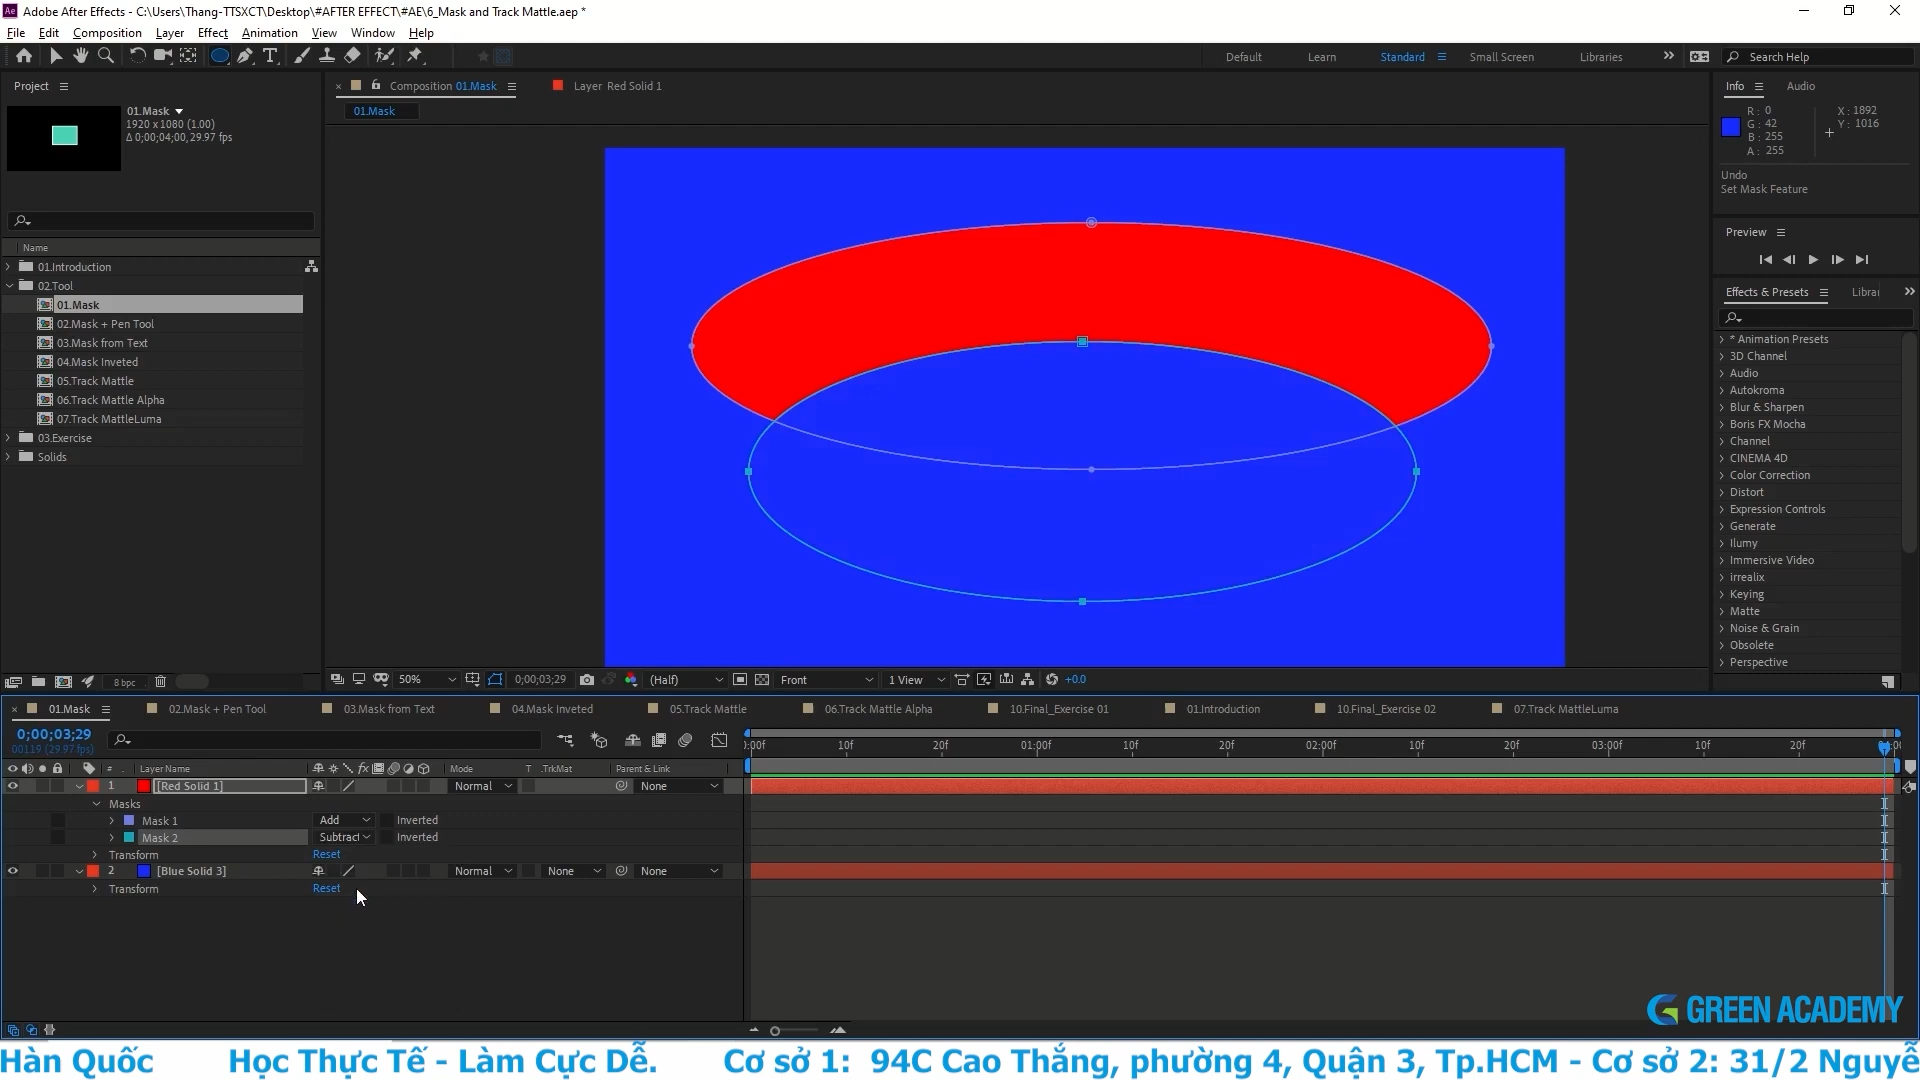 Adobe After Effects - C:\Users\Thang-TTSXCT\Desktop\#AFTER EFFECT\#AE\6_Mask and Track Mattle.aep *
File Edit Composition Layer Effect Animation View Window Help
Default Learn Standard Small Screen Libraries Search Help
Project
01.Mask
1920 x 1080 (1.00)
Δ 0;00;04;00, 29.97 fps
Name
01.Introduction
02.Tool
01.Mask
02.Mask + Pen Tool
03.Mask from Text
04.Mask Inveted
05.Track Mattle
06.Track Mattle Alpha
07.Track MattleLuma
03.Exercise
Solids
8 bpc
Composition 01.Mask Layer Red Solid 1
01.Mask
50% 0;00;03;29 (Half) Front 1 View +0.0
Info Audio
R: 0 X: 1892
G: 42 Y: 1016
B: 255
A: 255
Undo
Set Mask Feature
Preview
Effects & Presets Librar
* Animation Presets
3D Channel
Audio
Autokroma
Blur & Sharpen
Boris FX Mocha
Channel
CINEMA 4D
Color Correction
Distort
Expression Controls
Generate
Ilumy
Immersive Video
irrealix
Keying
Matte
Noise & Grain
Obsolete
Perspective
01.Mask 02.Mask + Pen Tool 03.Mask from Text 04.Mask Inveted 05.Track Mattle 06.Track Mattle Alpha 10.Final_Exercise 01 01.Introduction 10.Final_Exercise 02 07.Track MattleLuma
0;00;03;29
00119 (29.97 fps)
):00f 10f 20f 01:00f 10f 20f 02:00f 10f 20f 03:00f 10f 20f
# Layer Name Mode T .TrkMat Parent & Link
1 [Red Solid 1] Normal None
Masks
Mask 1 Add Inverted
Mask 2 Subtract Inverted
Transform Reset
2 [Blue Solid 3] Normal None None
Transform Reset
GREEN ACADEMY
Hàn Quốc Học Thực Tế - Làm Cực Dễ. Cơ sở 1: 94C Cao Thắng, phường 4, Quận 3, Tp.HCM - Cơ sở 2: 31/2 Nguyễ